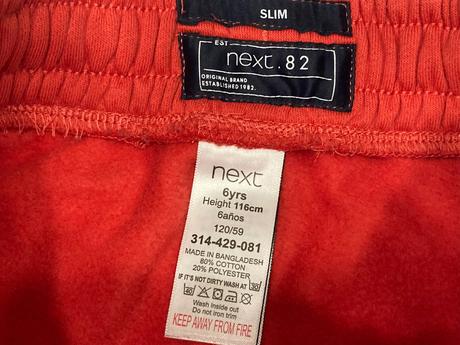 SLIM
EST
next.82
ORIGINAL BRAND
ESTABLISHED 1982.
next
6yrs
Height 116cm
6años
120/59
314-429-081
MADE IN BANGLADESH
80% COTTON
20% POLYESTER
IF IT'S NOT DIRTY WASH AT 30
40
Wash Inside out
Do not iron trim
KEEP AWAY FROM FIRE